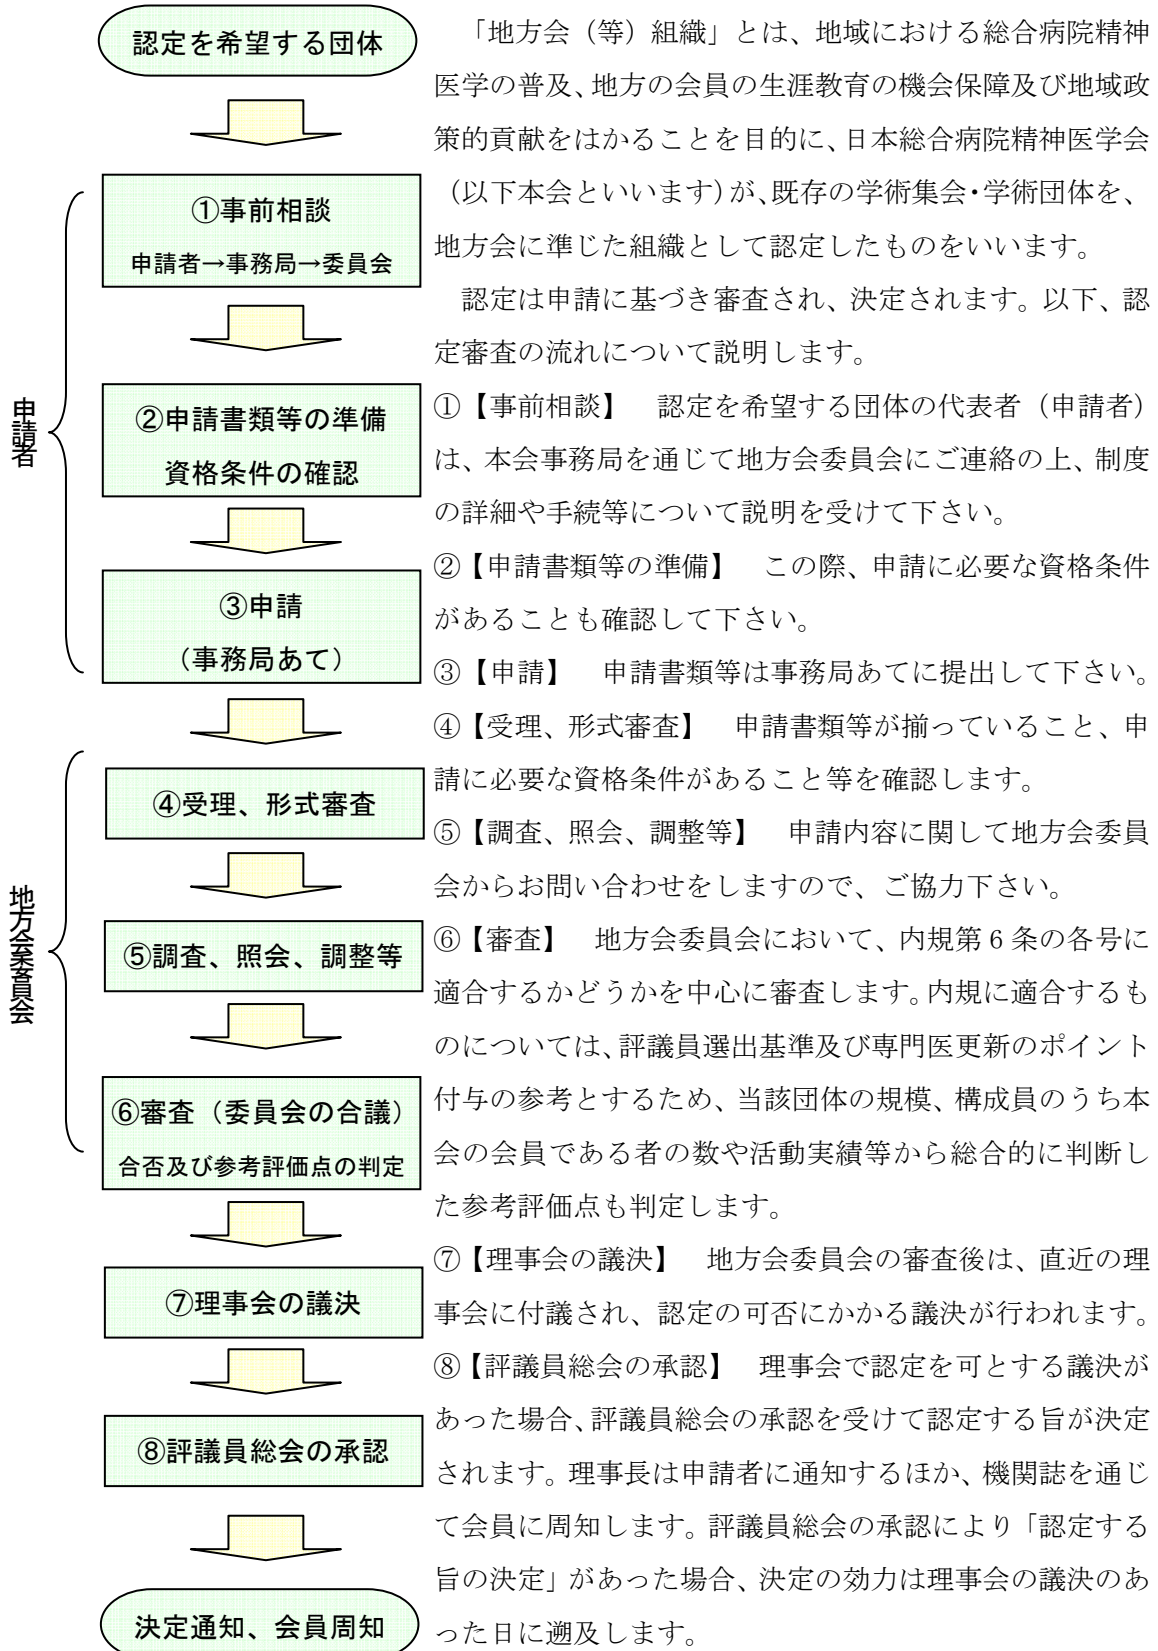 認定を希望する団体
①事前相談
申請者→事務局→委員会
②申請書類等の準備
資格条件の確認
③申請
（事務局あて）
申請者
④受理、形式審査
⑤調査、照会、調整等
⑥審査（委員会の合議）
合否及び参考評価点の判定
地方会委員会
⑦理事会の議決
⑧評議員総会の承認
決定通知、会員周知
「地方会（等）組織」とは、地域における総合病院精神
医学の普及、地方の会員の生涯教育の機会保障及び地域政
策的貢献をはかることを目的に、日本総合病院精神医学会
（以下本会といいます）が、既存の学術集会・学術団体を、
地方会に準じた組織として認定したものをいいます。
認定は申請に基づき審査され、決定されます。以下、認
定審査の流れについて説明します。
①【事前相談】　認定を希望する団体の代表者（申請者）
は、本会事務局を通じて地方会委員会にご連絡の上、制度
の詳細や手続等について説明を受けて下さい。
②【申請書類等の準備】　この際、申請に必要な資格条件
があることも確認して下さい。
③【申請】　申請書類等は事務局あてに提出して下さい。
④【受理、形式審査】　申請書類等が揃っていること、申
請に必要な資格条件があること等を確認します。
⑤【調査、照会、調整等】　申請内容に関して地方会委員
会からお問い合わせをしますので、ご協力下さい。
⑥【審査】　地方会委員会において、内規第 6 条の各号に
適合するかどうかを中心に審査します。内規に適合するも
のについては、評議員選出基準及び専門医更新のポイント
付与の参考とするため、当該団体の規模、構成員のうち本
会の会員である者の数や活動実績等から総合的に判断し
た参考評価点も判定します。
⑦【理事会の議決】　地方会委員会の審査後は、直近の理
事会に付議され、認定の可否にかかる議決が行われます。
⑧【評議員総会の承認】　理事会で認定を可とする議決が
あった場合、評議員総会の承認を受けて認定する旨が決定
されます。理事長は申請者に通知するほか、機関誌を通じ
て会員に周知します。評議員総会の承認により「認定する
旨の決定」があった場合、決定の効力は理事会の議決のあ
った日に遡及します。